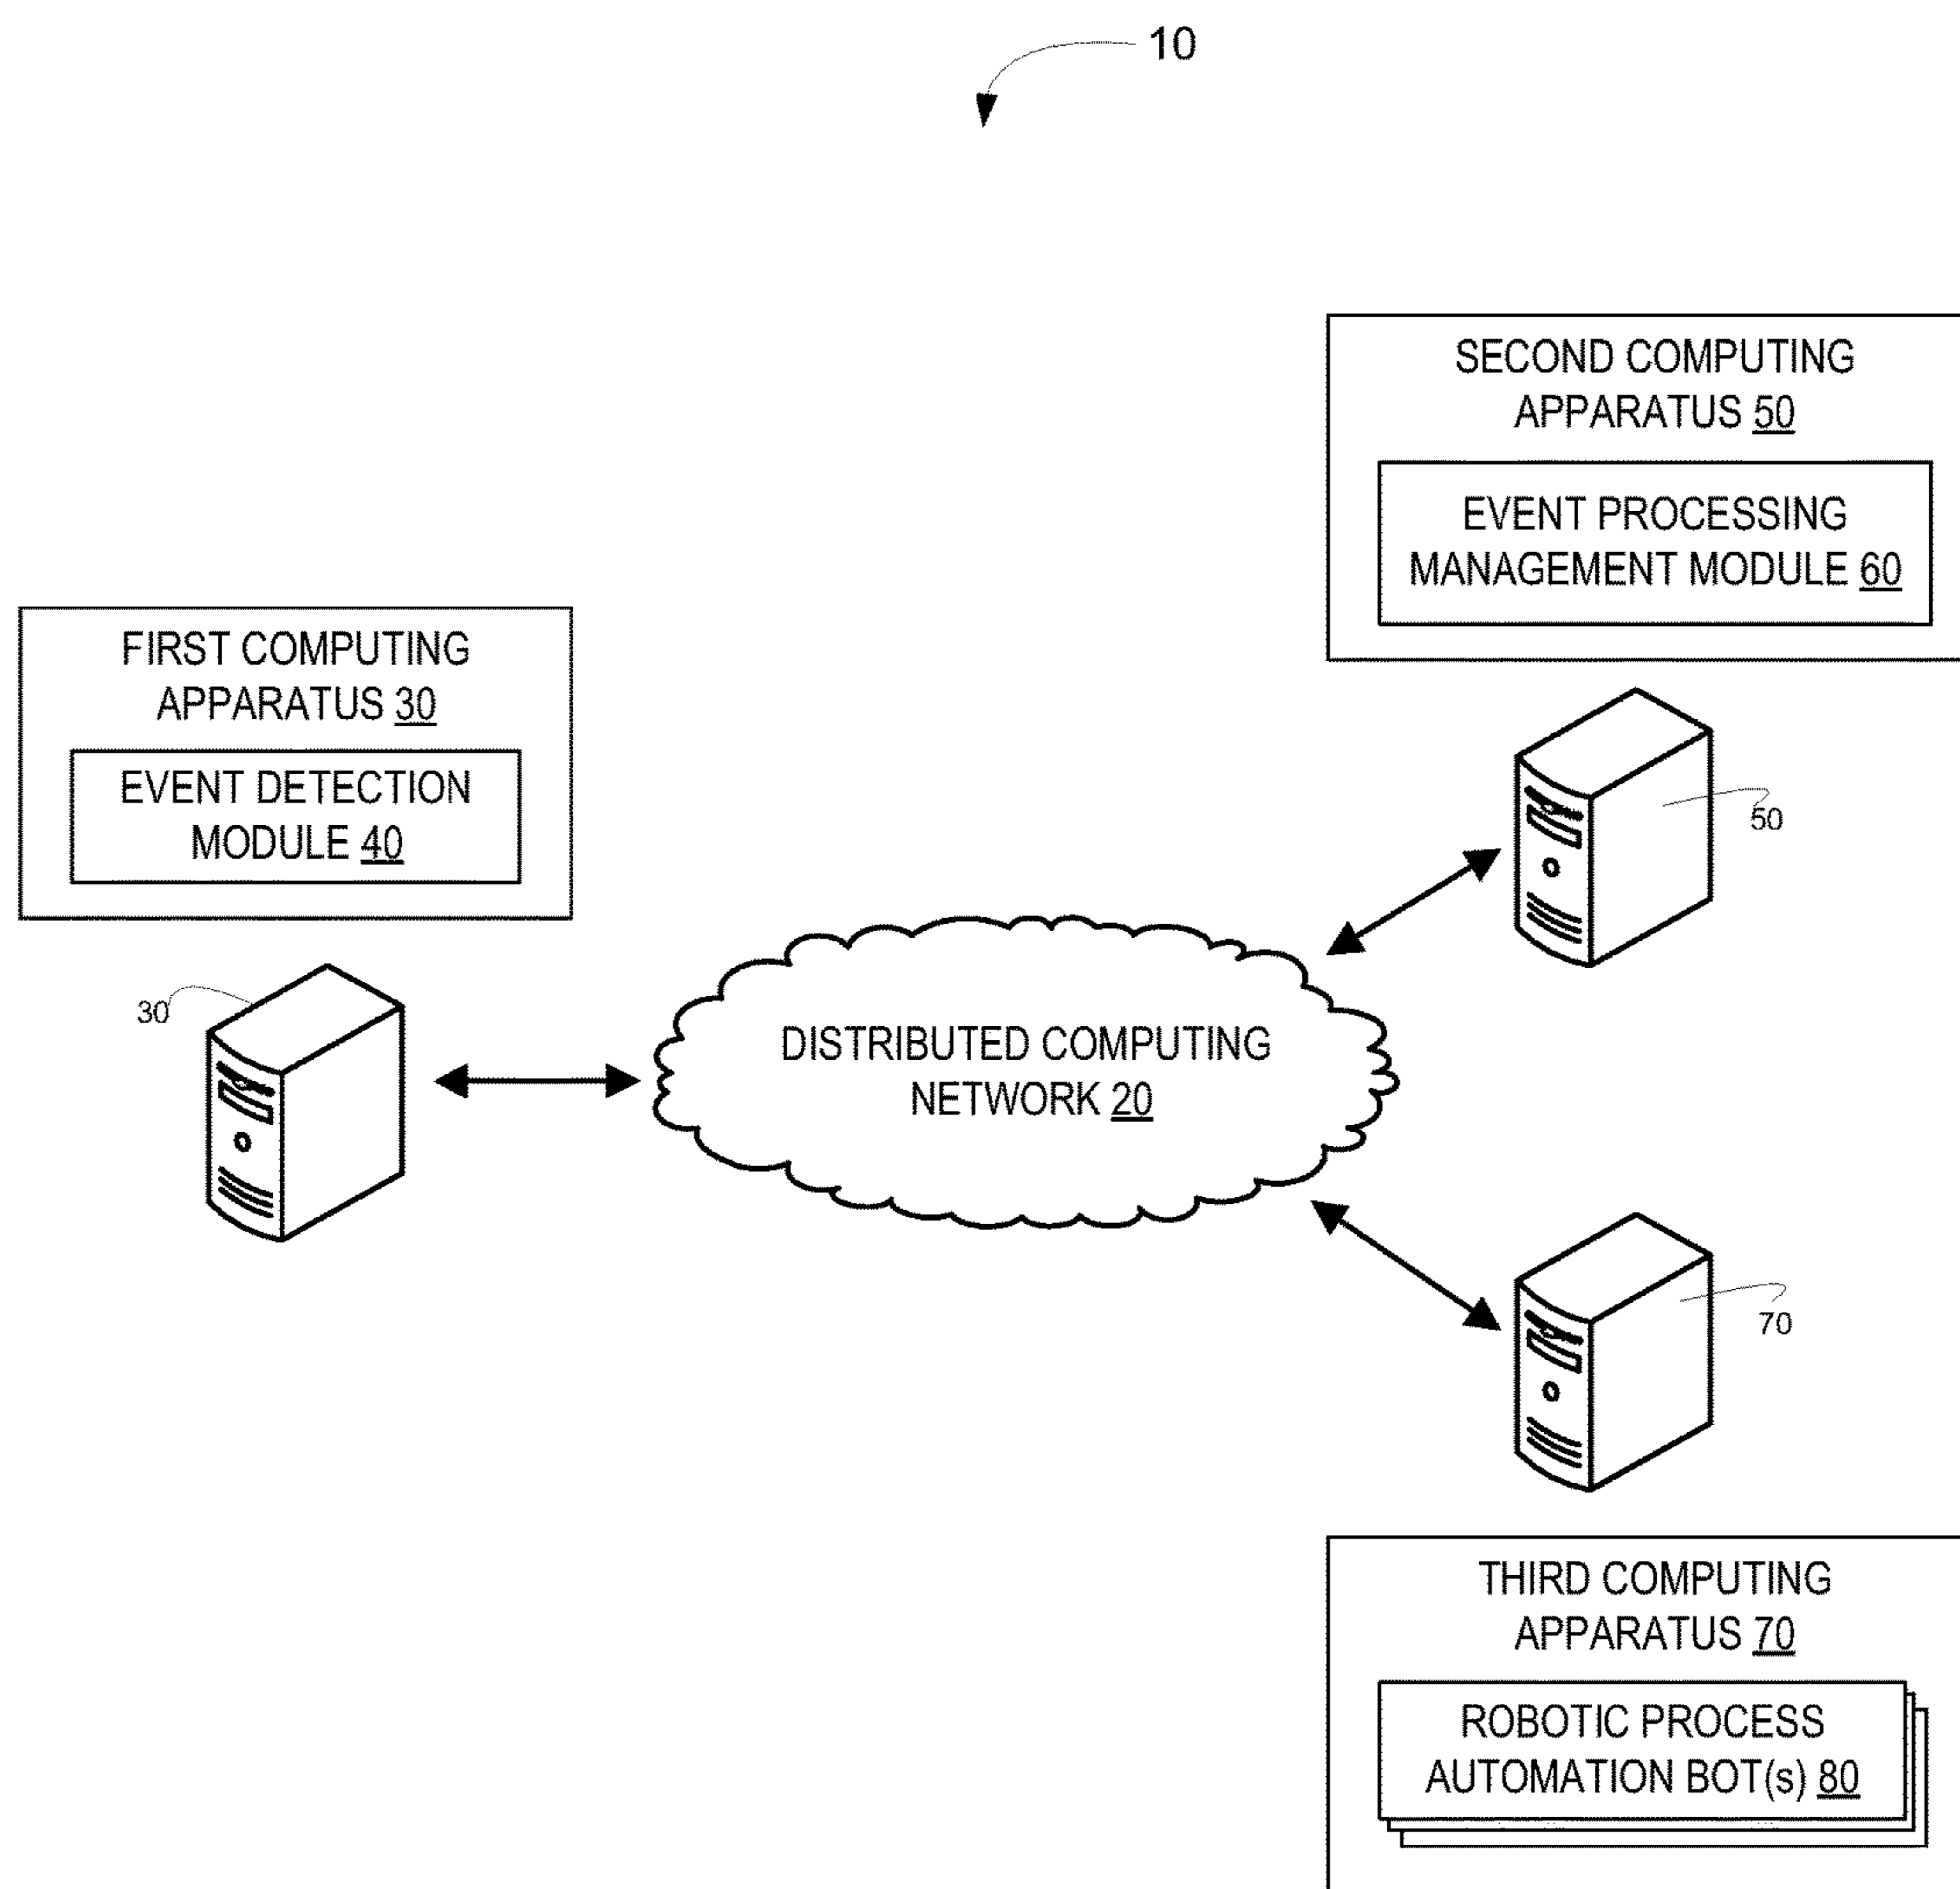 10
SECOND COMPUTING
APPARATUS 50
EVENT PROCESSING
MANAGEMENT MODULE 60
FIRST COMPUTING
APPARATUS 30
EVENT DETECTION
MODULE 40
50
30
DISTRIBUTED COMPUTING
NETWORK 20
70
THIRD COMPUTING
APPARATUS 70
ROBOTIC PROCESS
AUTOMATION BOT(s) 80